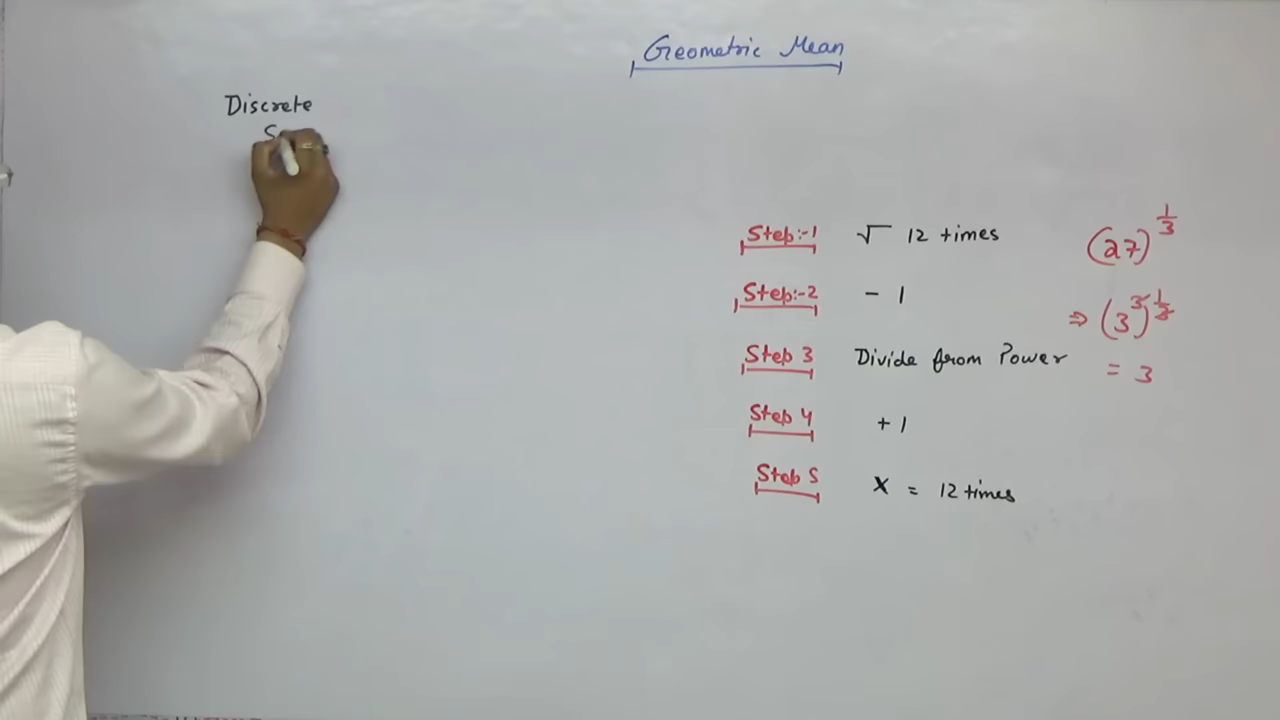 Geometric Mean
Discrete
Step:-1 √ 12 times (27)^1/3
Step:-2 - 1 ⇒ (3^3)^1/3
Step 3 Divide from Power = 3
Step 4 + 1
Step 5 X = 12 times